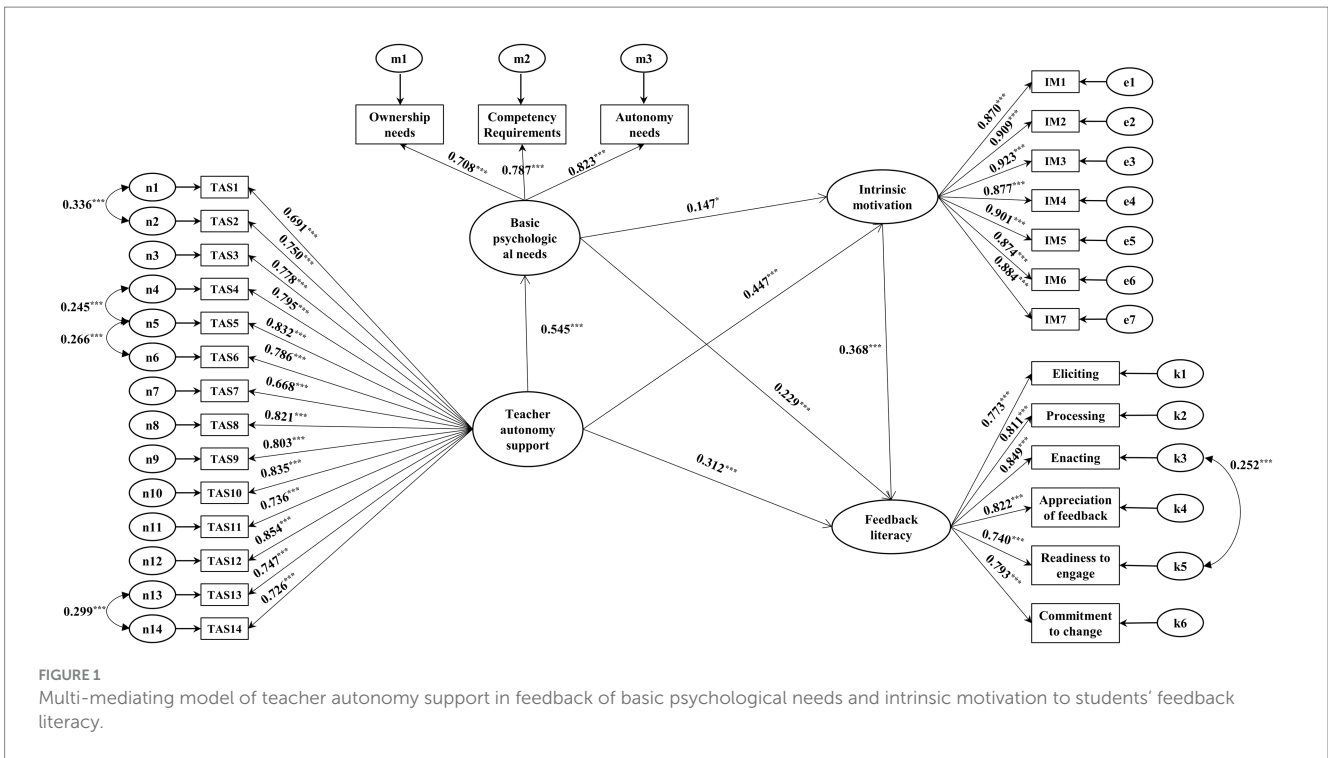 m1
m2
m3
Ownership
needs
Competency
Requirements
Autonomy
needs
0.708***
0.787***
0.823***
n1
TAS1
n2
TAS2
n3
TAS3
n4
TAS4
n5
TAS5
n6
TAS6
n7
TAS7
n8
TAS8
n9
TAS9
n10
TAS10
n11
TAS11
n12
TAS12
n13
TAS13
n14
TAS14
0.336***
0.245***
0.266***
0.299***
0.691***
0.750***
0.778***
0.795***
0.832***
0.786***
0.668***
0.821***
0.803***
0.835***
0.736***
0.854***
0.747***
0.726***
Basic
psychologic
al needs
0.545***
Teacher
autonomy
support
0.147*
0.447***
0.229***
0.312***
0.368***
Intrinsic
motivation
0.870***
0.909***
0.923***
0.877***
0.901***
0.874***
0.884***
IM1
e1
IM2
e2
IM3
e3
IM4
e4
IM5
e5
IM6
e6
IM7
e7
Feedback
literacy
0.773***
0.811***
0.849***
0.822***
0.740***
0.793***
Eliciting
k1
Processing
k2
Enacting
k3
Appreciation
of feedback
k4
Readiness to
engage
k5
Commitment
to change
k6
0.252***
FIGURE 1
Multi-mediating model of teacher autonomy support in feedback of basic psychological needs and intrinsic motivation to students’ feedback
literacy.